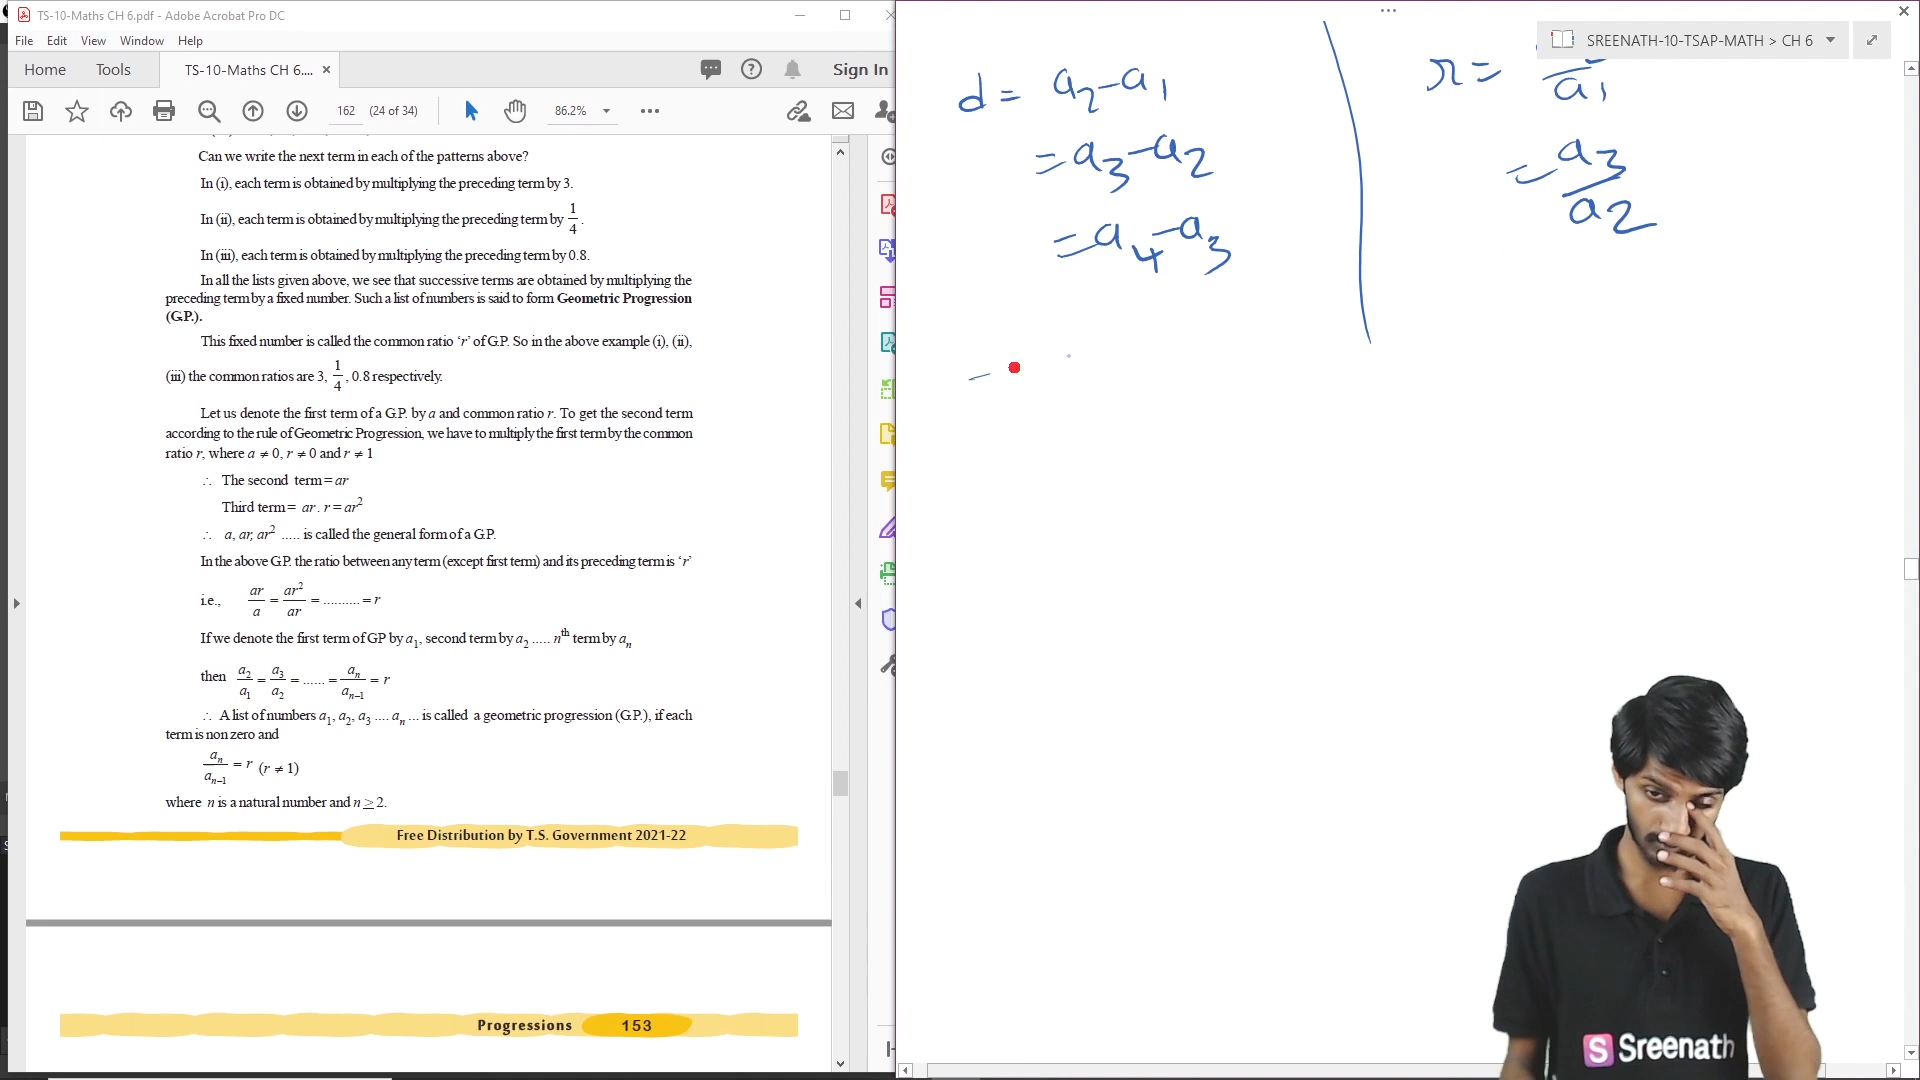 TS-10-Maths CH 6.pdf - Adobe Acrobat Pro DC
File Edit View Window Help
Home Tools TS-10-Maths CH 6.... × Sign In
162 (24 of 34) 86.2%
Can we write the next term in each of the patterns above?
In (i), each term is obtained by multiplying the preceding term by 3.
In (ii), each term is obtained by multiplying the preceding term by 1/4.
In (iii), each term is obtained by multiplying the preceding term by 0.8.
In all the lists given above, we see that successive terms are obtained by multiplying the
preceding term by a fixed number. Such a list of numbers is said to form Geometric Progression
(G.P.).
This fixed number is called the common ratio ‘r’ of G.P. So in the above example (i), (ii),
(iii) the common ratios are 3, 1/4, 0.8 respectively.
Let us denote the first term of a G.P. by a and common ratio r. To get the second term
according to the rule of Geometric Progression, we have to multiply the first term by the common
ratio r, where a ≠ 0, r ≠ 0 and r ≠ 1
∴ The second term = ar
Third term = ar . r = ar²
∴ a, ar, ar² ..... is called the general form of a G.P.
In the above G.P. the ratio between any term (except first term) and its preceding term is ‘r’
i.e., ar/a = ar²/ar = .......... = r
If we denote the first term of GP by a₁, second term by a₂ ..... nᵗʰ term by aₙ
then a₂/a₁ = a₃/a₂ = ...... = aₙ/aₙ₋₁ = r
∴ A list of numbers a₁, a₂, a₃ .... aₙ ... is called a geometric progression (G.P.), if each
term is non zero and
aₙ/aₙ₋₁ = r (r ≠ 1)
where n is a natural number and n ≥ 2.
Free Distribution by T.S. Government 2021-22
Progressions 153
SREENATH-10-TSAP-MATH > CH 6
d = a₂-a₁
= a₃-a₂
= a₄-a₃
r = 
a₁
= a₃/a₂
S Sreenath